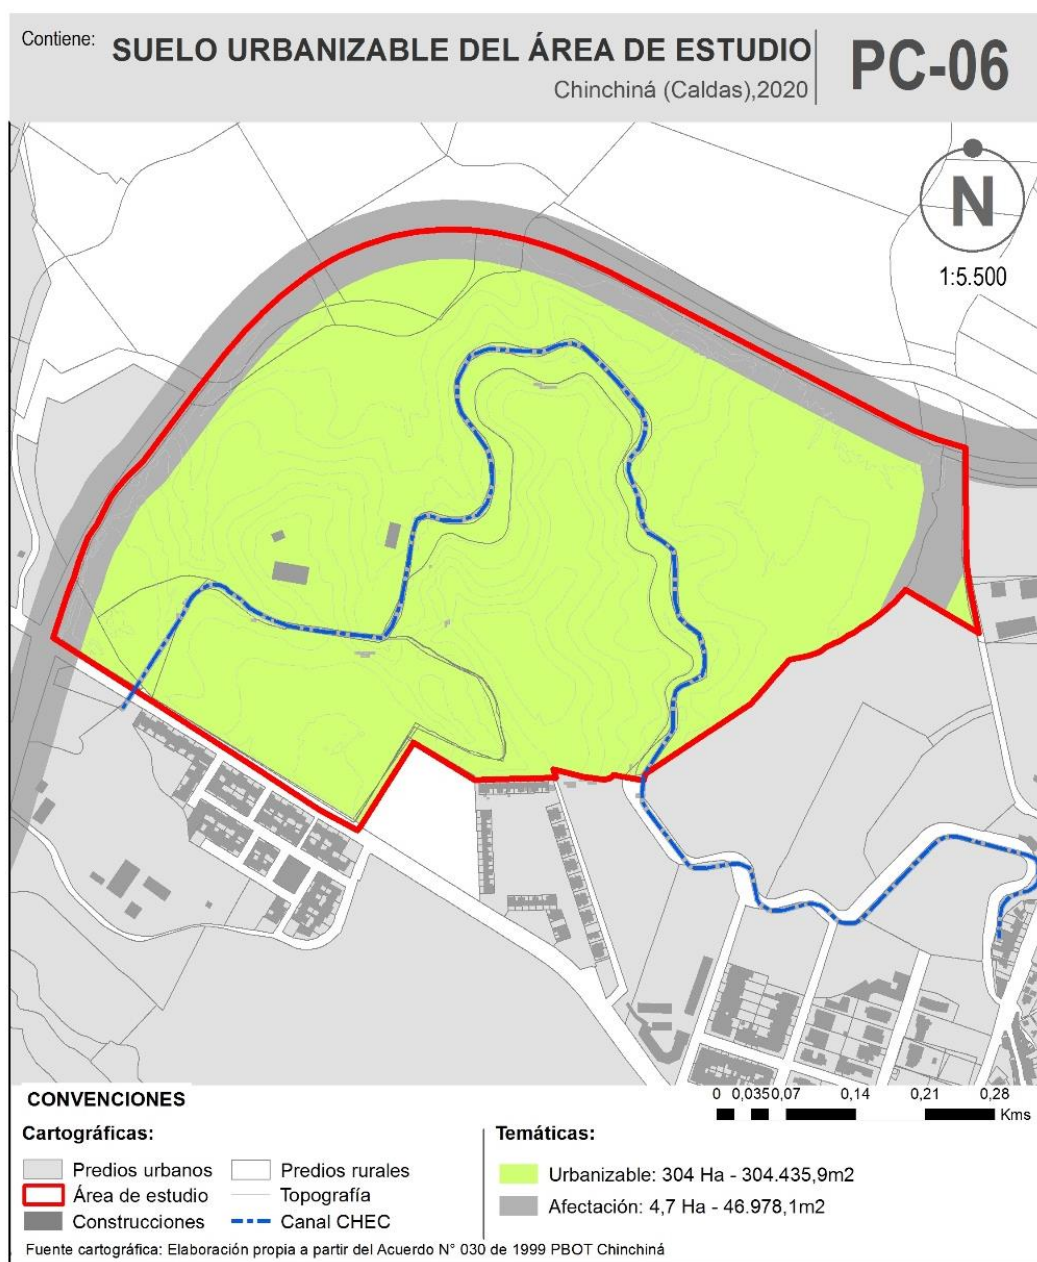 Contiene: SUELO URBANIZABLE DEL ÁREA DE ESTUDIO
Chinchiná (Caldas),2020
PC-06
N
1:5.500
CONVENCIONES
0 0,0350,07 0,14 0,21 0,28
Kms
Cartográficas:
Predios urbanos
Predios rurales
Área de estudio
Topografía
Construcciones
Canal CHEC
Temáticas:
Urbanizable: 304 Ha - 304.435,9m2
Afectación: 4,7 Ha - 46.978,1m2
Fuente cartográfica: Elaboración propia a partir del Acuerdo N° 030 de 1999 PBOT Chinchiná